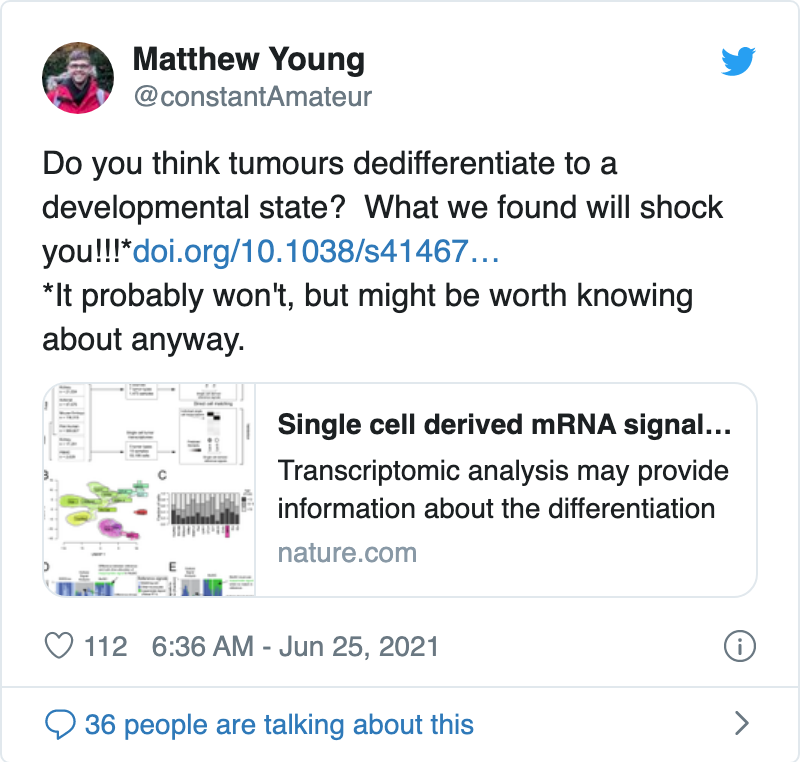 Matthew Young
@constantAmateur
Do you think tumours dedifferentiate to a
developmental state?  What we found will shock
you!!!*doi.org/10.1038/s41467…
*It probably won't, but might be worth knowing
about anyway.
B
C
D
E
Single cell derived mRNA signal...
Transcriptomic analysis may provide
information about the differentiation
nature.com
112 6:36 AM - Jun 25, 2021
36 people are talking about this